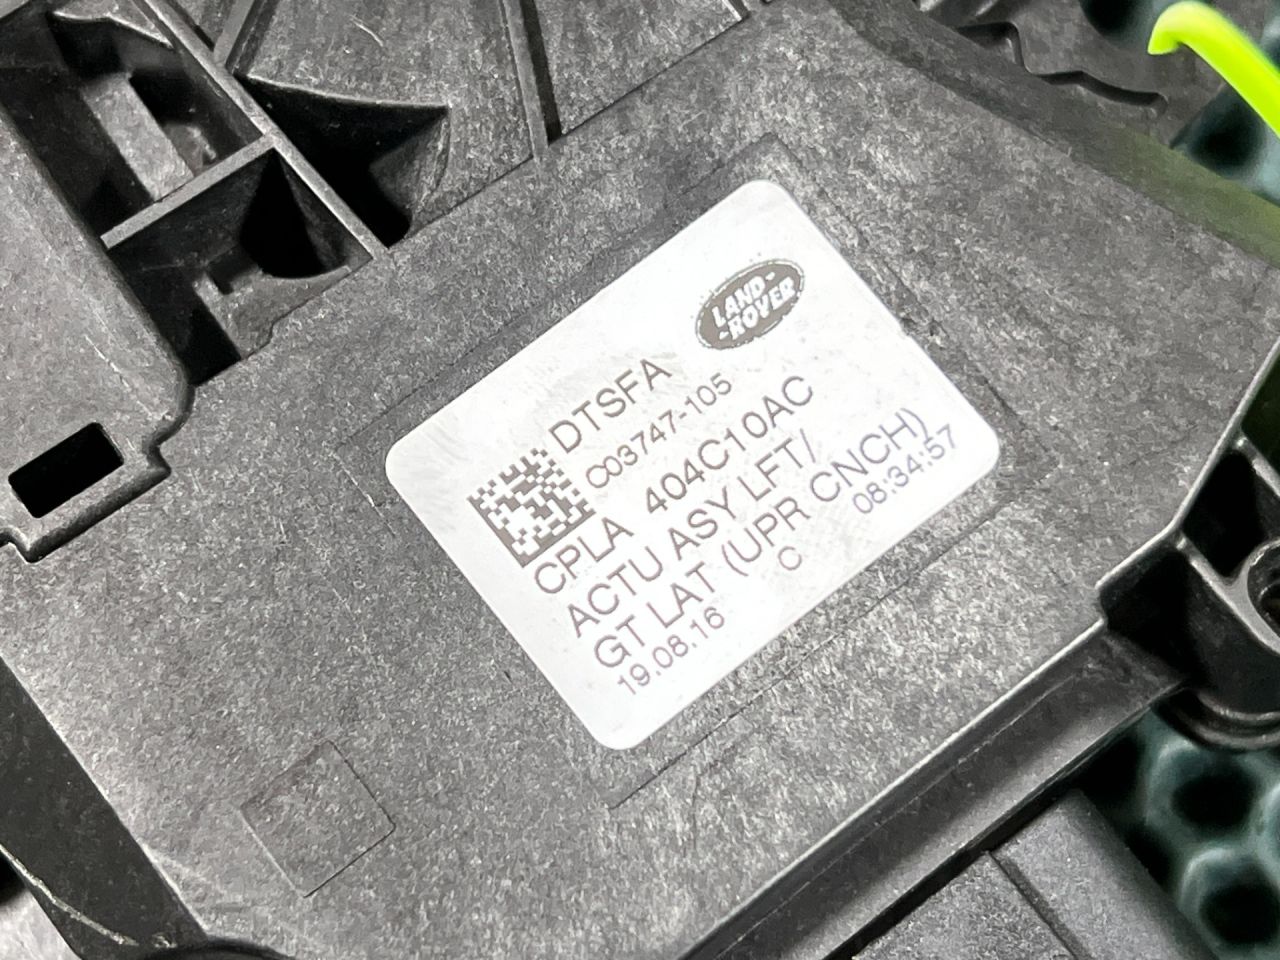 LAND-
-ROVER
DTSFA
C03747-105
CPLA 404C10AC
ACTU ASY LFT/
GT LAT (UPR CNCH)
19.08.16 C 08:34:57